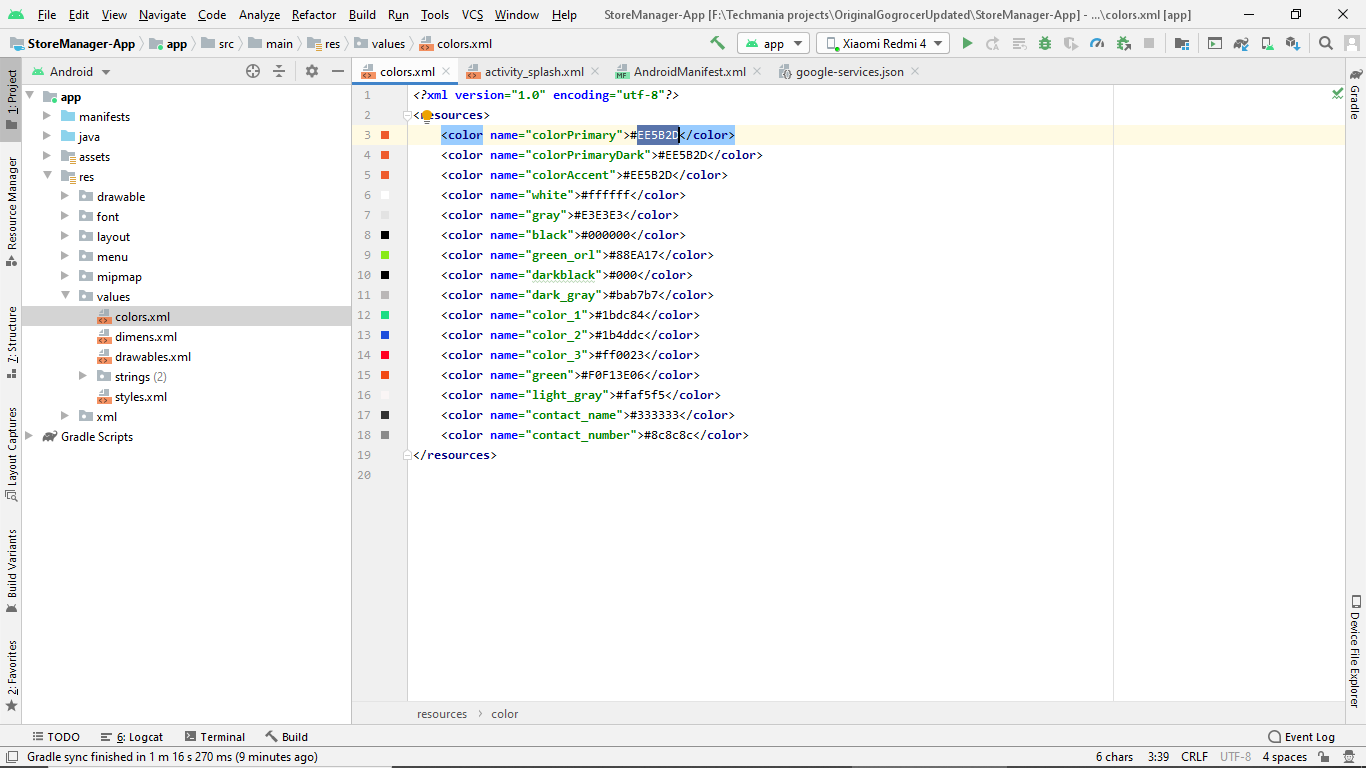 File Edit View Navigate Code Analyze Refactor Build Run Tools VCS Window Help StoreManager-App [F:\Techmania projects\OriginalGogrocerUpdated\StoreManager-App] - ...\colors.xml [app]
StoreManager-App app src main res values colors.xml app Xiaomi Redmi 4
1: Project
Resource Manager
7: Structure
Layout Captures
Build Variants
2: Favorites
Android
app
manifests
java
assets
res
drawable
font
layout
menu
mipmap
values
colors.xml
dimens.xml
drawables.xml
strings (2)
styles.xml
xml
Gradle Scripts
colors.xml activity_splash.xml AndroidManifest.xml google-services.json
1 <?xml version="1.0" encoding="utf-8"?>
2 <resources>
3 <color name="colorPrimary">#EE5B2D</color>
4 <color name="colorPrimaryDark">#EE5B2D</color>
5 <color name="colorAccent">#EE5B2D</color>
6 <color name="white">#ffffff</color>
7 <color name="gray">#E3E3E3</color>
8 <color name="black">#000000</color>
9 <color name="green_orl">#88EA17</color>
10 <color name="darkblack">#000</color>
11 <color name="dark_gray">#bab7b7</color>
12 <color name="color_1">#1bdc84</color>
13 <color name="color_2">#1b4ddc</color>
14 <color name="color_3">#ff0023</color>
15 <color name="green">#F0F13E06</color>
16 <color name="light_gray">#faf5f5</color>
17 <color name="contact_name">#333333</color>
18 <color name="contact_number">#8c8c8c</color>
19 </resources>
20
resources color
Gradle
Device File Explorer
TODO 6: Logcat Terminal Build Event Log
Gradle sync finished in 1 m 16 s 270 ms (9 minutes ago) 6 chars 3:39 CRLF UTF-8 4 spaces